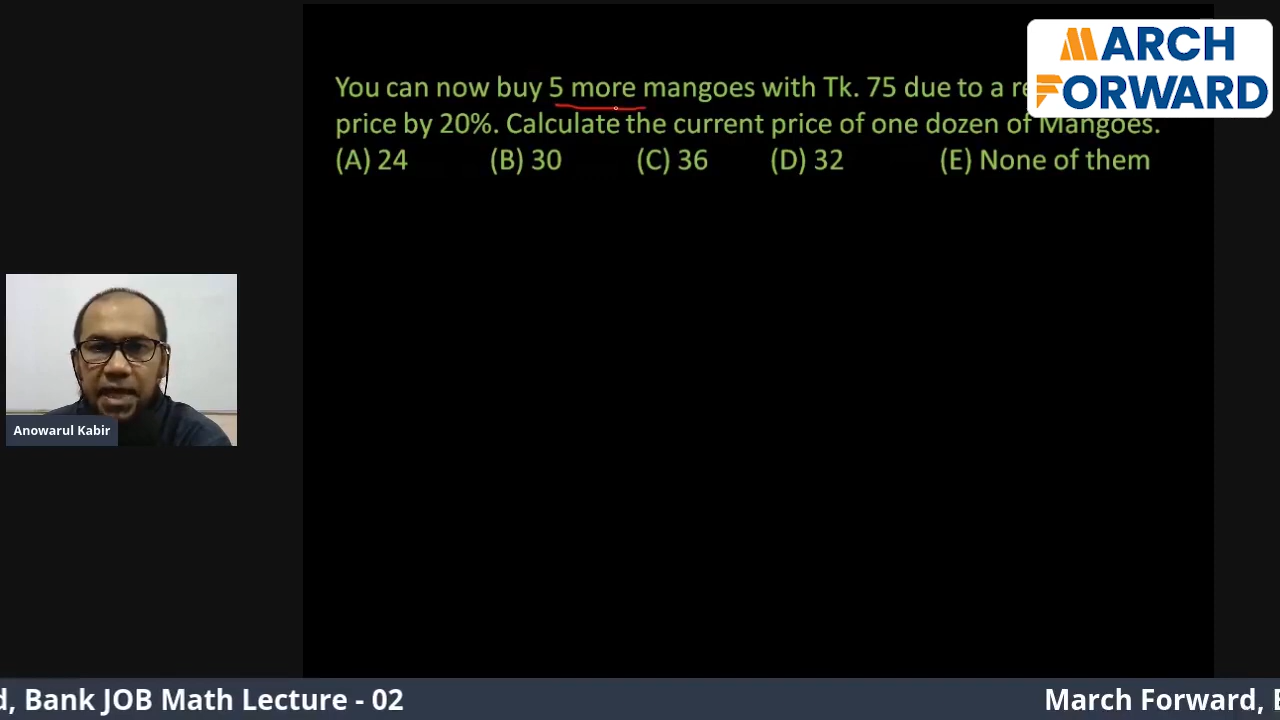 MARCH
FORWARD
You can now buy 5 more mangoes with Tk. 75 due to a
price by 20%. Calculate the current price of one dozen of Mangoes.
(A) 24 (B) 30 (C) 36 (D) 32 (E) None of them
Anowarul Kabir
, Bank JOB Math Lecture - 02
March Forward,